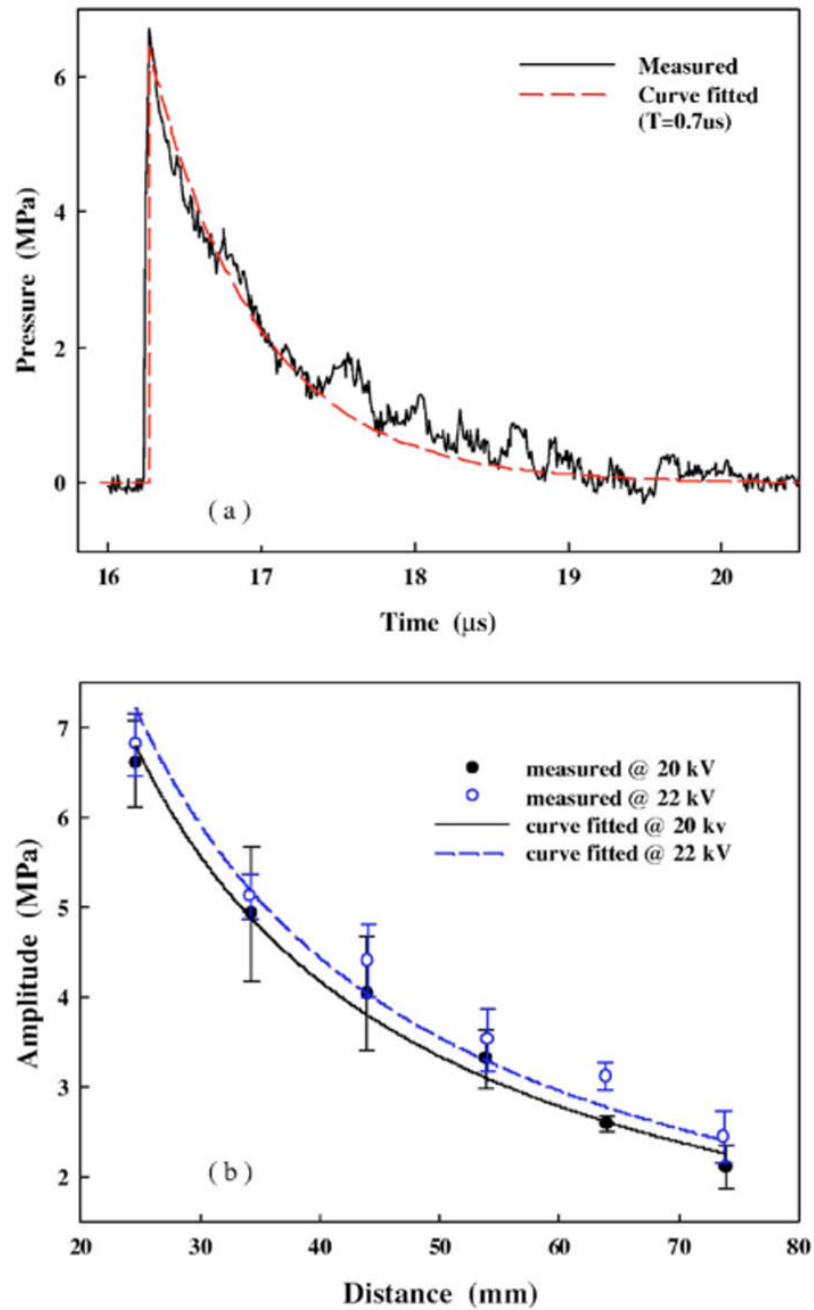 6
4
2
0
Pressure (MPa)
Measured
Curve fitted
(T=0.7us)
( a )
16 17 18 19 20
Time (µs)
7
6
5
4
3
2
Amplitude (MPa)
measured @ 20 kV
measured @ 22 kV
curve fitted @ 20 kv
curve fitted @ 22 kV
( b )
20 30 40 50 60 70 80
Distance (mm)